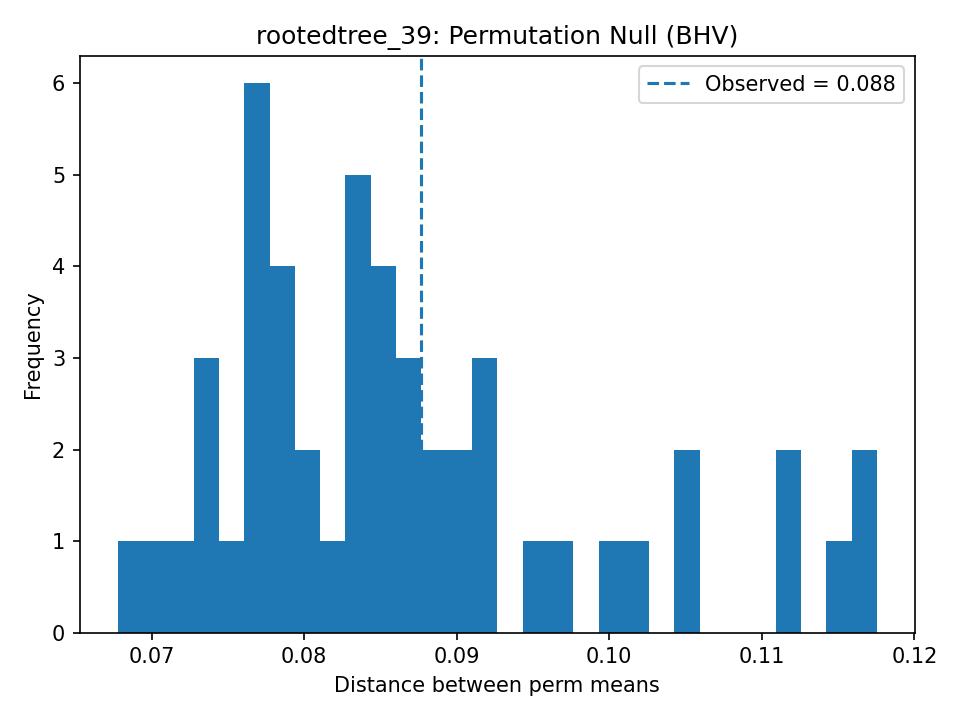 rootedtree_39: Permutation Null (BHV)
Observed = 0.088
6
5
4
3
2
1
0
Frequency
0.07 0.08 0.09 0.10 0.11 0.12
Distance between perm means